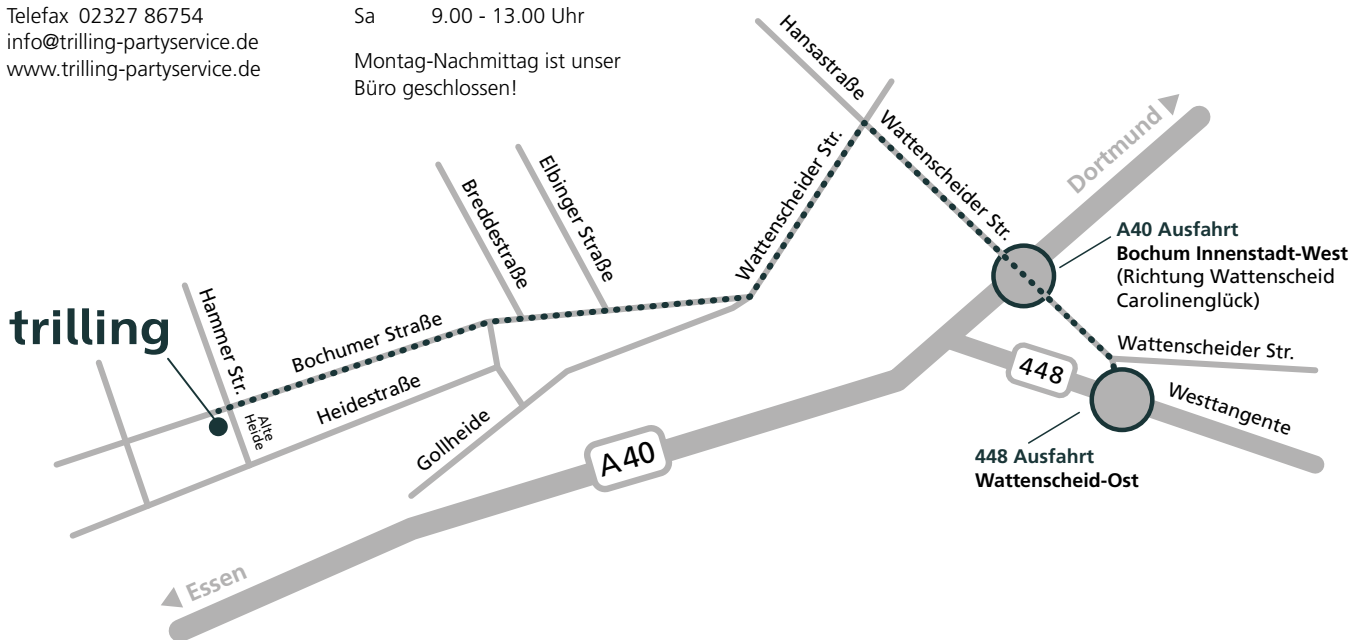 Telefax 02327 86754
info@trilling-partyservice.de
www.trilling-partyservice.de
Sa 9.00 - 13.00 Uhr
Montag-Nachmittag ist unser
Büro geschlossen!
Hansastraße
Wattenscheider Str.
Wattenscheider Str.
Dortmund
Elbinger Straße
Breddestraße
A40 Ausfahrt
Bochum Innenstadt-West
(Richtung Wattenscheid
Carolinenglück)
Hammer Str.
trilling
Bochumer Straße
Wattenscheider Str.
448
Heidestraße
Westtangente
Alte
Heide
Gollheide
A40
448 Ausfahrt
Wattenscheid-Ost
Essen